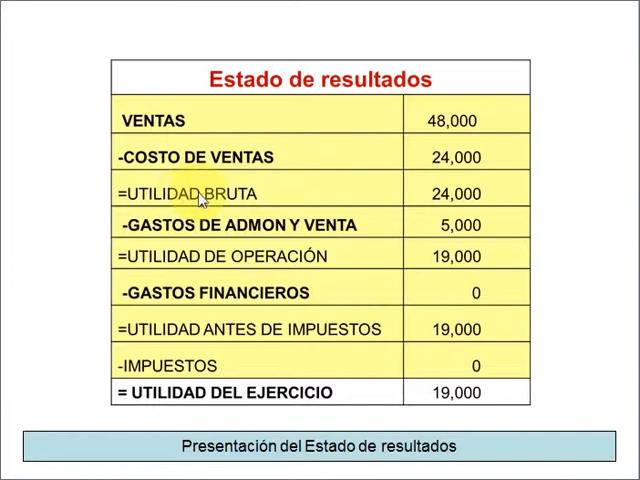 Estado de resultados
VENTAS 48,000
-COSTO DE VENTAS 24,000
=UTILIDAD BRUTA 24,000
-GASTOS DE ADMON Y VENTA 5,000
=UTILIDAD DE OPERACIÓN 19,000
-GASTOS FINANCIEROS 0
=UTILIDAD ANTES DE IMPUESTOS 19,000
-IMPUESTOS 0
= UTILIDAD DEL EJERCICIO 19,000
Presentación del Estado de resultados